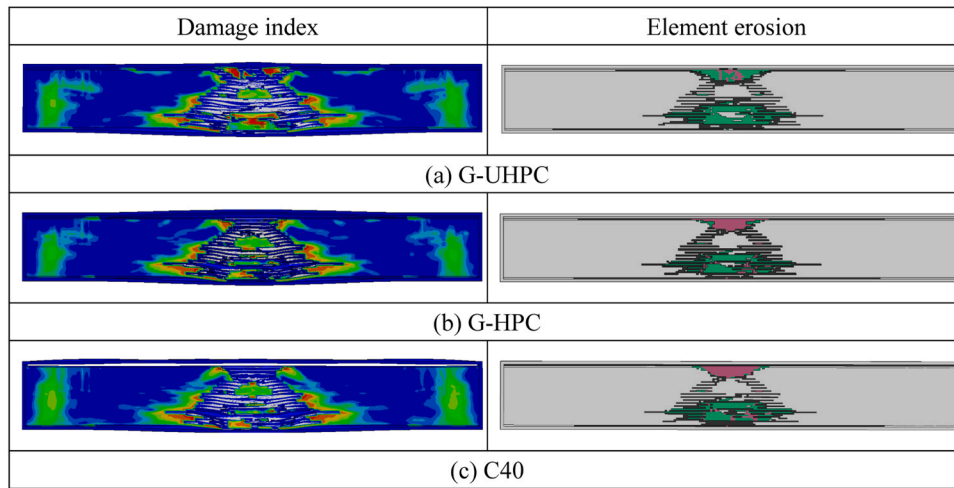 Damage index
Element erosion
(a) G-UHPC
(b) G-HPC
(c) C40